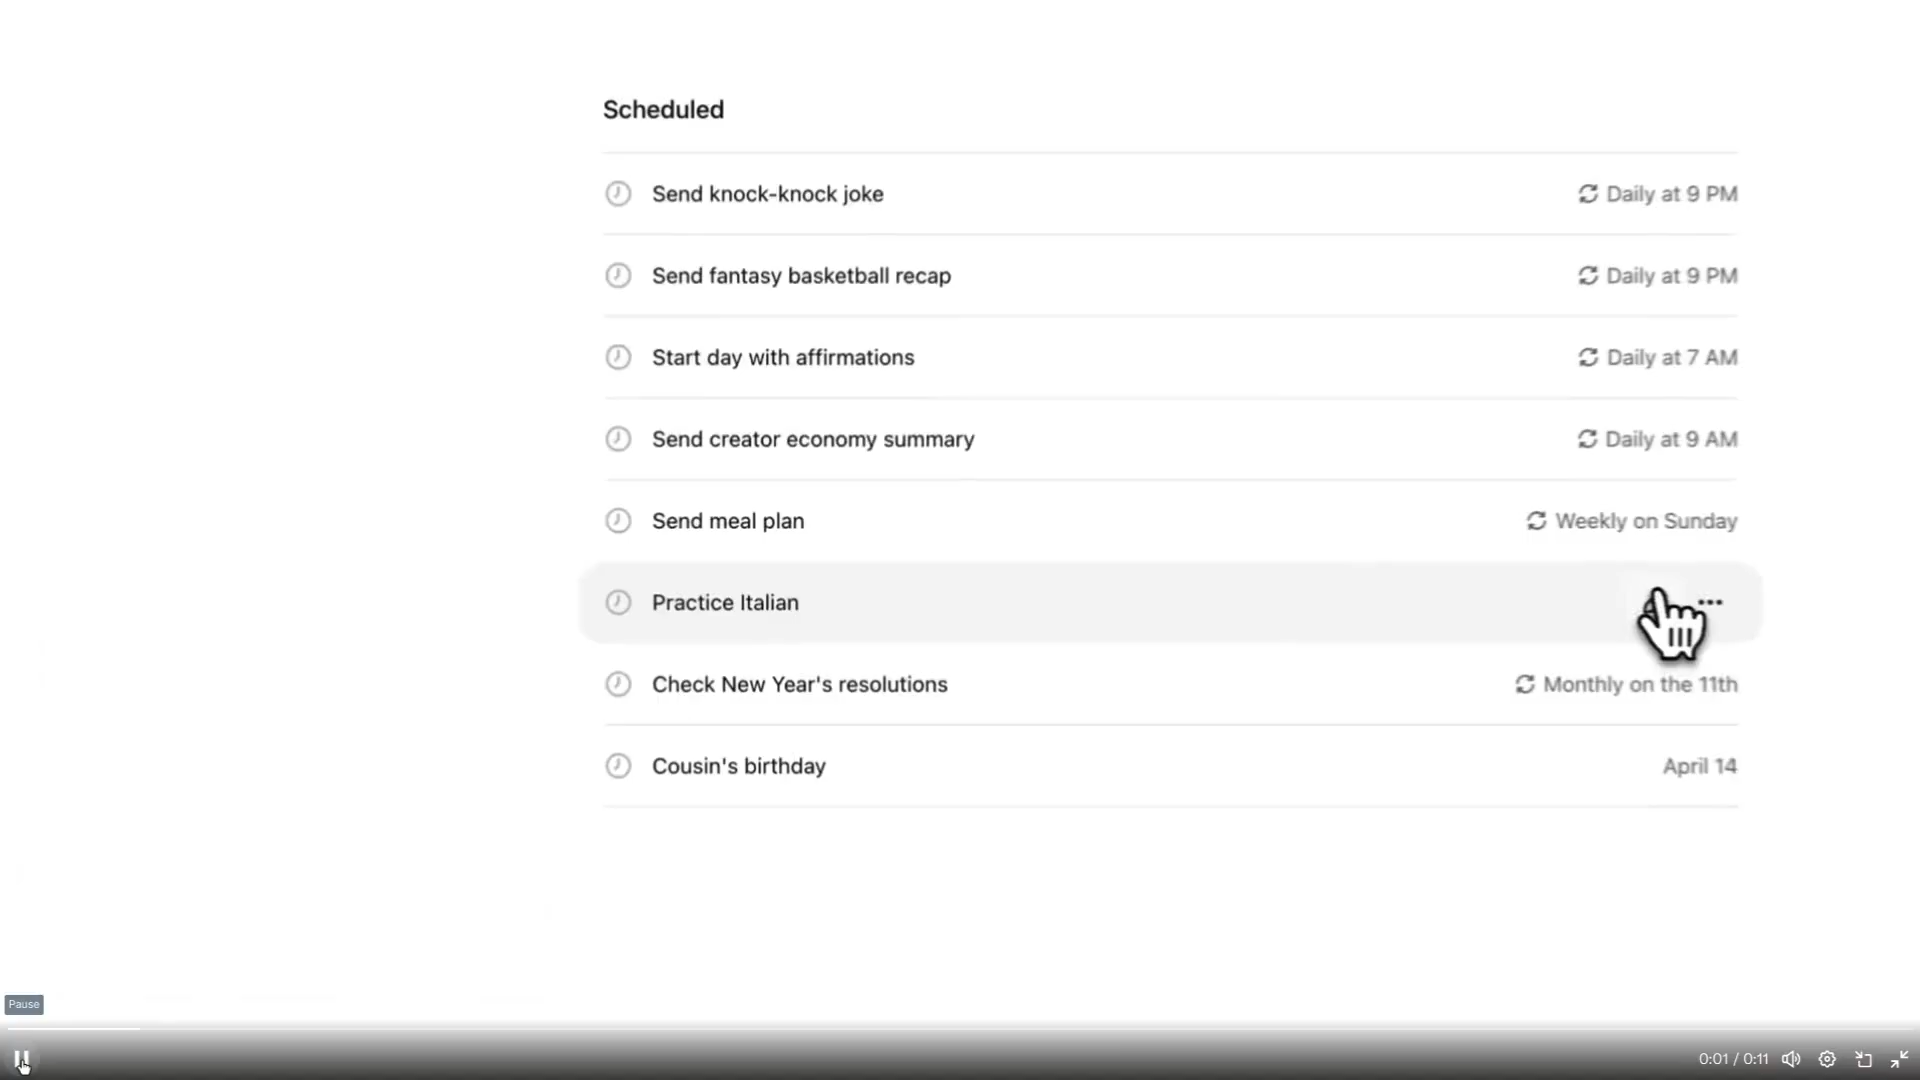 Scheduled
Send knock-knock joke Daily at 9 PM
Send fantasy basketball recap Daily at 9 PM
Start day with affirmations Daily at 7 AM
Send creator economy summary Daily at 9 AM
Send meal plan Weekly on Sunday
Practice Italian
Check New Year's resolutions Monthly on the 11th
Cousin's birthday April 14
Pause
0:01 / 0:11